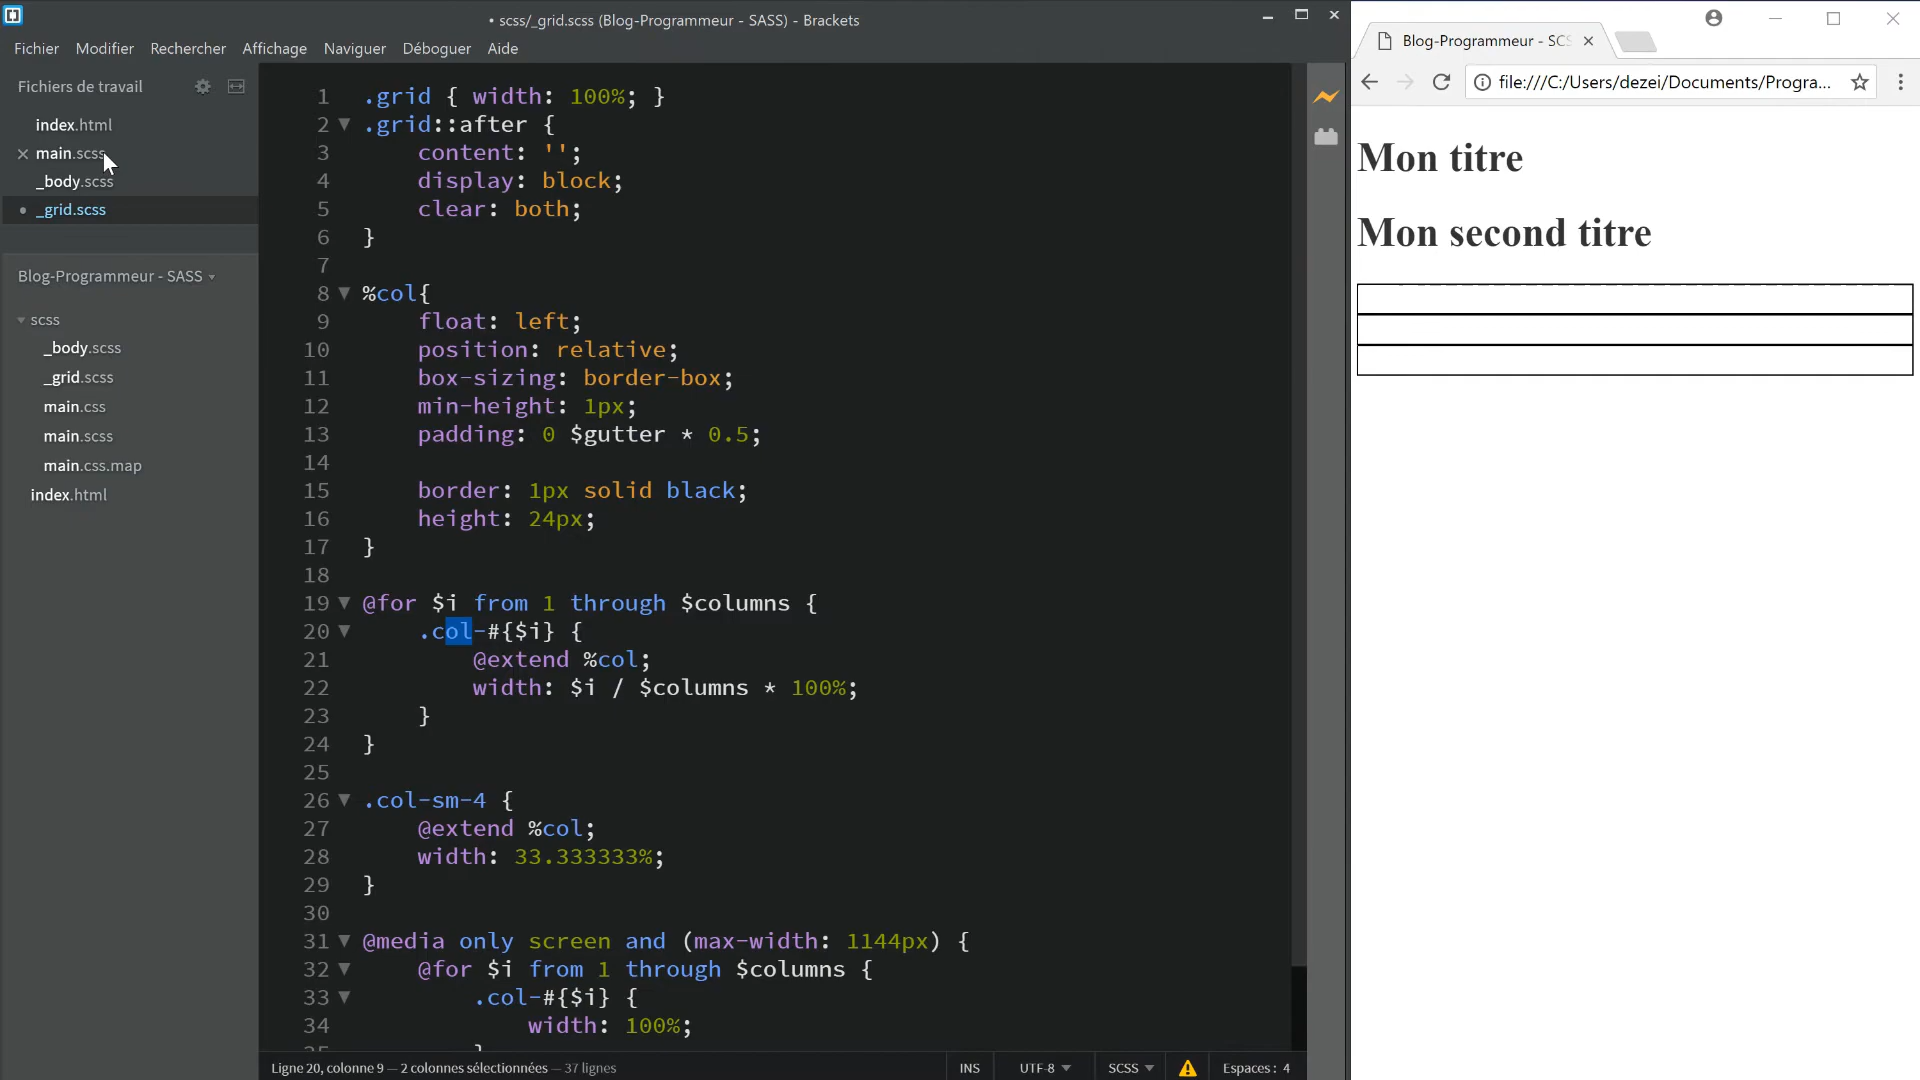 • scss/_grid.scss (Blog-Programmeur - SASS) - Brackets
Fichier Modifier Rechercher Affichage Naviguer Déboguer Aide
Fichiers de travail
index.html
main.scss
_body.scss
_grid.scss
Blog-Programmeur - SASS
scss
_body.scss
_grid.scss
main.css
main.scss
main.css.map
index.html
1 .grid { width: 100%; }
2 .grid::after {
3 content: '';
4 display: block;
5 clear: both;
6 }
7
8 %col{
9 float: left;
10 position: relative;
11 box-sizing: border-box;
12 min-height: 1px;
13 padding: 0 $gutter * 0.5;
14
15 border: 1px solid black;
16 height: 24px;
17 }
18
19 @for $i from 1 through $columns {
20 .col-#{$i} {
21 @extend %col;
22 width: $i / $columns * 100%;
23 }
24 }
25
26 .col-sm-4 {
27 @extend %col;
28 width: 33.333333%;
29 }
30
31 @media only screen and (max-width: 1144px) {
32 @for $i from 1 through $columns {
33 .col-#{$i} {
34 width: 100%;
35 }
Ligne 20, colonne 9 — 2 colonnes sélectionnées — 37 lignes
INS UTF-8 SCSS Espaces : 4
Blog-Programmeur - SCS
file:///C:/Users/dezei/Documents/Progra...
Mon titre
Mon second titre